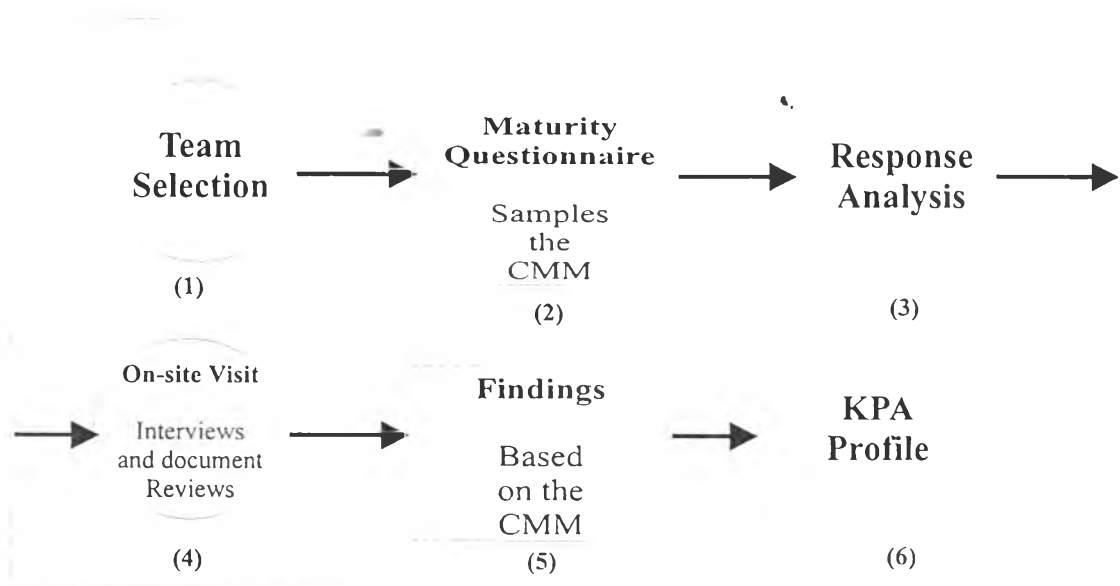 Team
Selection
(1)
Maturity
Questionnaire
Samples
the
CMM
(2)
Response
Analysis
(3)
On-site Visit
Interviews
and document
Reviews
(4)
Findings
Based
on the
CMM
(5)
KPA
Profile
(6)